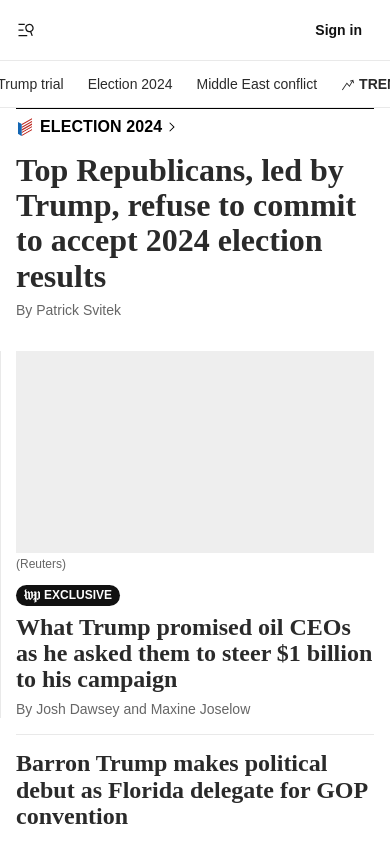 Sign in
Trump trial Election 2024 Middle East conflict
ELECTION 2024
Top Republicans, led by
Trump, refuse to commit
to accept 2024 election
results
By Patrick Svitek
(Reuters)
wp EXCLUSIVE
What Trump promised oil CEOs
as he asked them to steer $1 billion
to his campaign
By Josh Dawsey and Maxine Joselow
Barron Trump makes political
debut as Florida delegate for GOP
convention